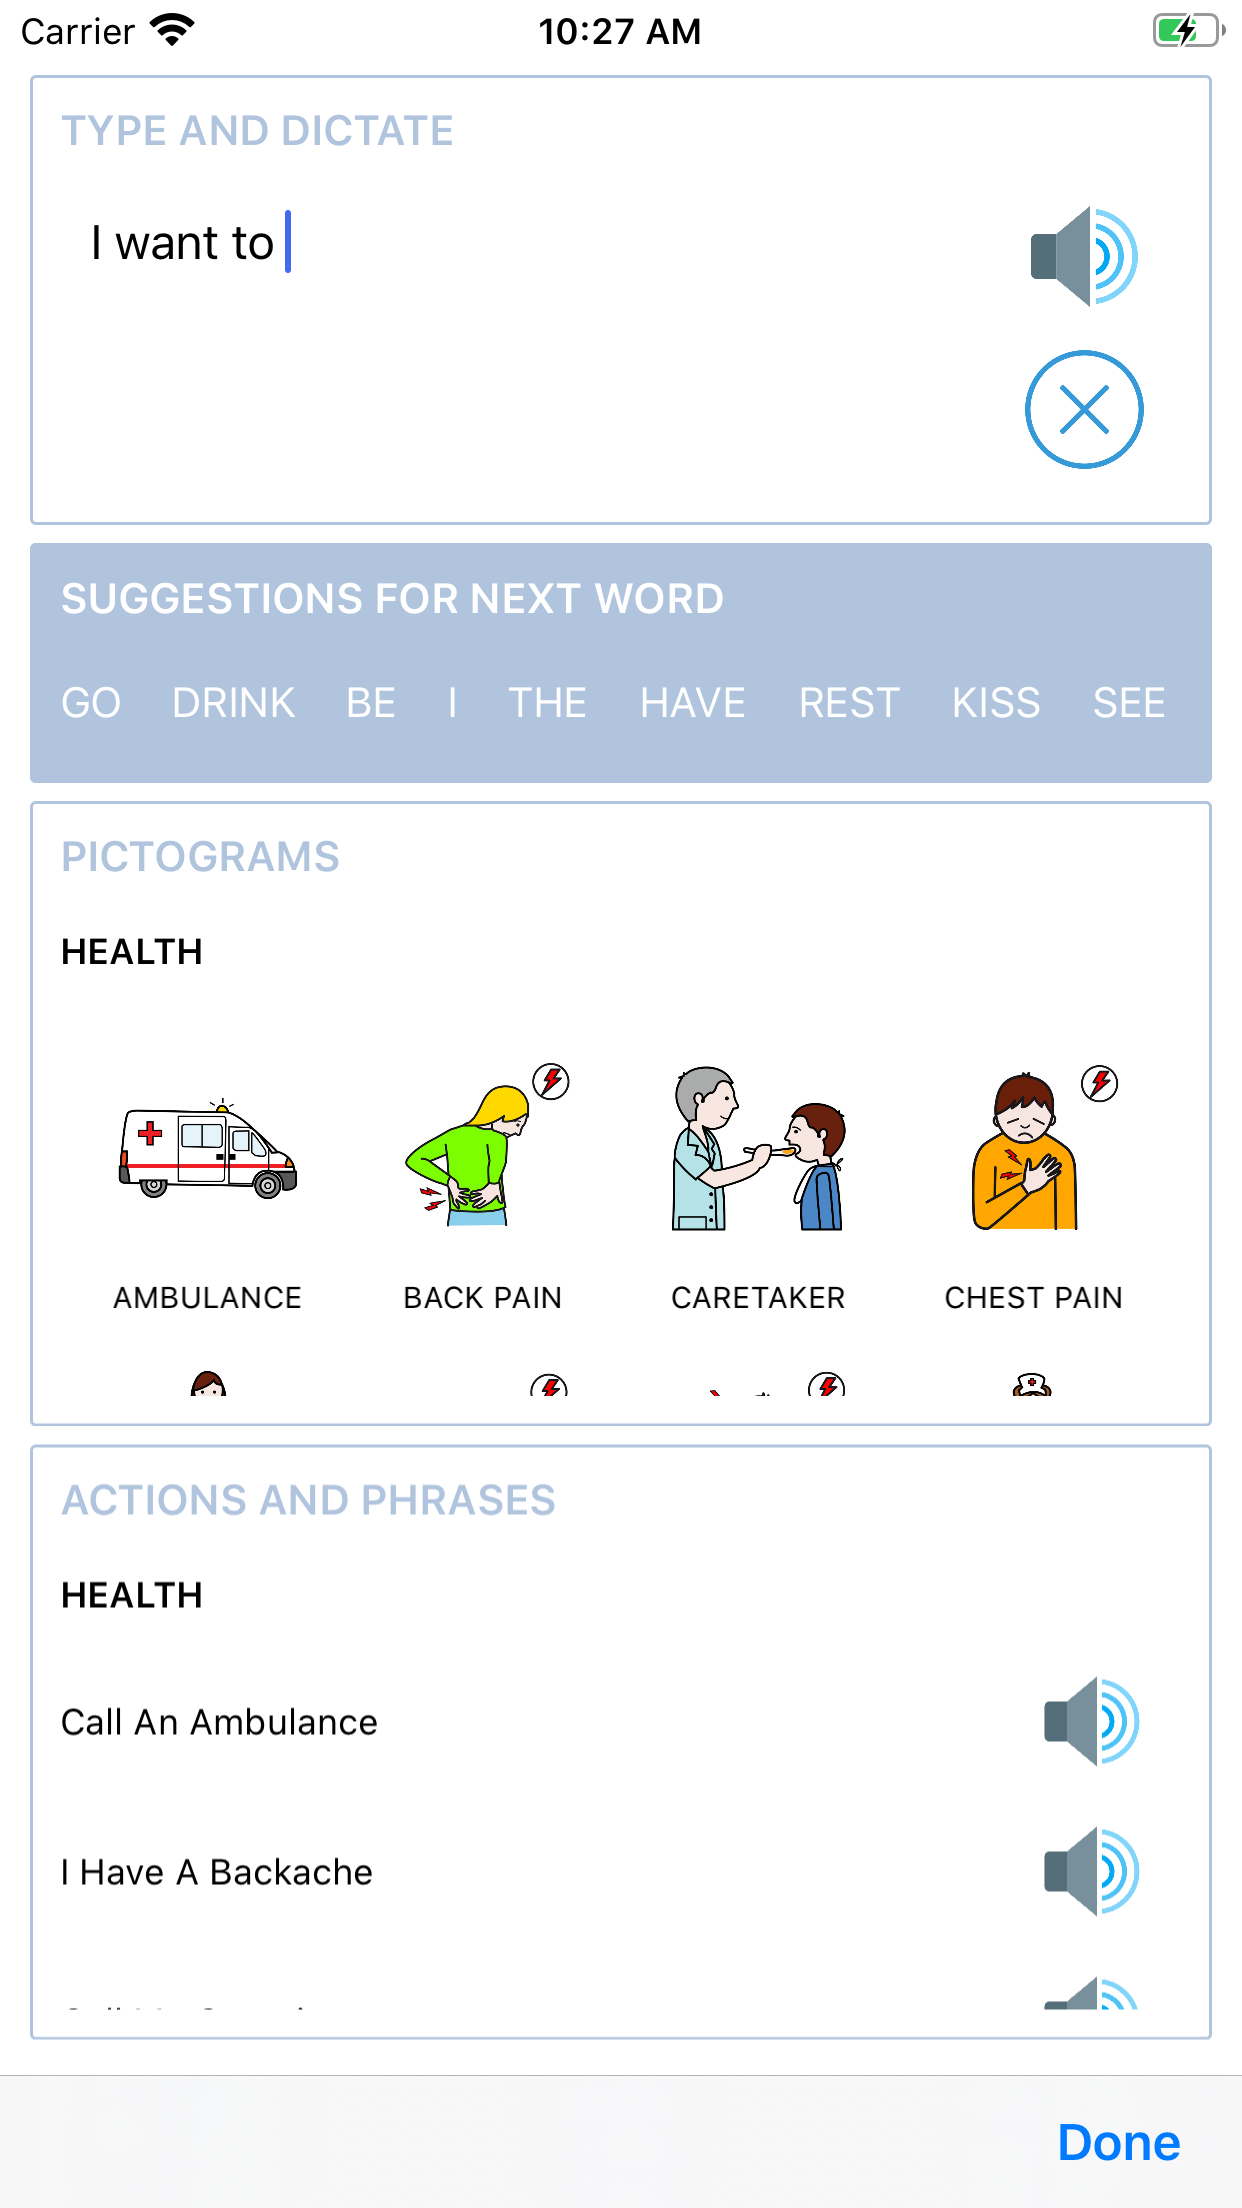 Carrier 10:27 AM
TYPE AND DICTATE
I want to
SUGGESTIONS FOR NEXT WORD
GO DRINK BE I THE HAVE REST KISS SEE
PICTOGRAMS
HEALTH
AMBULANCE BACK PAIN CARETAKER CHEST PAIN
ACTIONS AND PHRASES
HEALTH
Call An Ambulance
I Have A Backache
Done